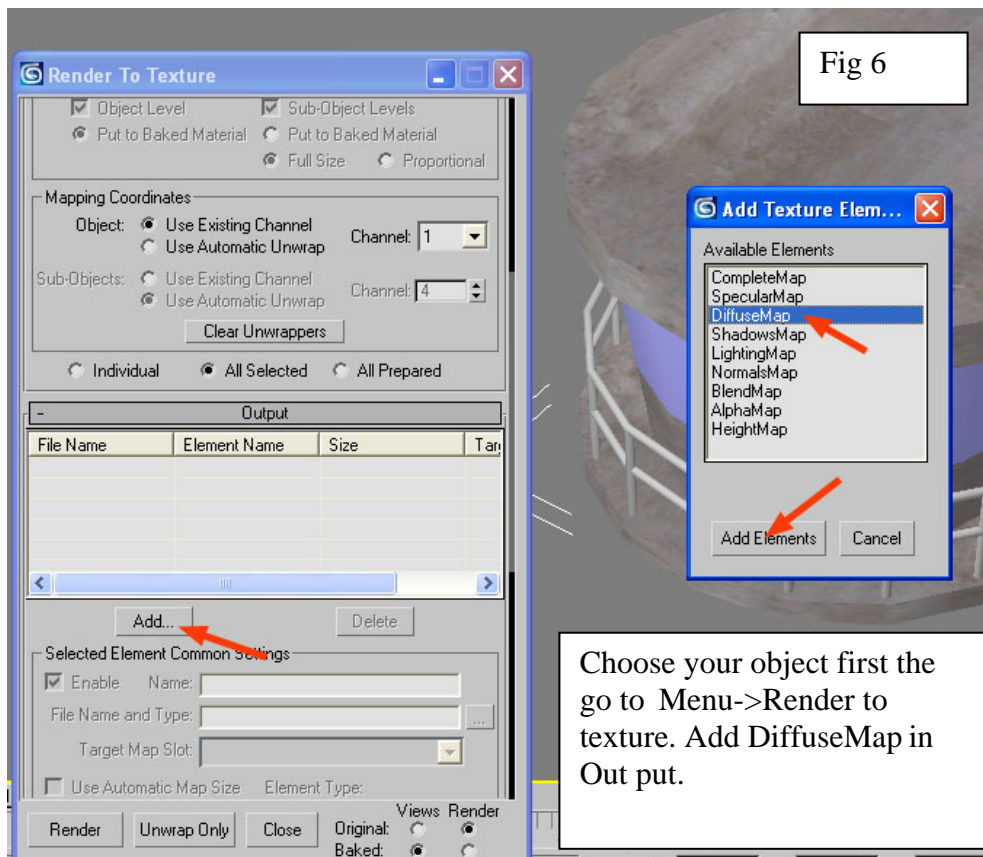 Fig 6
Render To Texture
Object Level Sub-Object Levels
Put to Baked Material Put to Baked Material
Full Size Proportional
Mapping Coordinates
Object: Use Existing Channel Channel: 1
Use Automatic Unwrap
Sub-Objects: Use Existing Channel Channel: 4
Use Automatic Unwrap
Clear Unwrappers
Individual All Selected All Prepared
- Output
File Name Element Name Size Tar
Add... Delete
Selected Element Common Settings
Enable Name:
File Name and Type: ...
Target Map Slot:
Use Automatic Map Size Element Type:
Views Render
Render Unwrap Only Close Original:
Baked:
Add Texture Elem...
Available Elements
CompleteMap
SpecularMap
DiffuseMap
ShadowsMap
LightingMap
NormalsMap
BlendMap
AlphaMap
HeightMap
Add Elements Cancel
Choose your object first the
go to Menu->Render to
texture. Add DiffuseMap in
Out put.